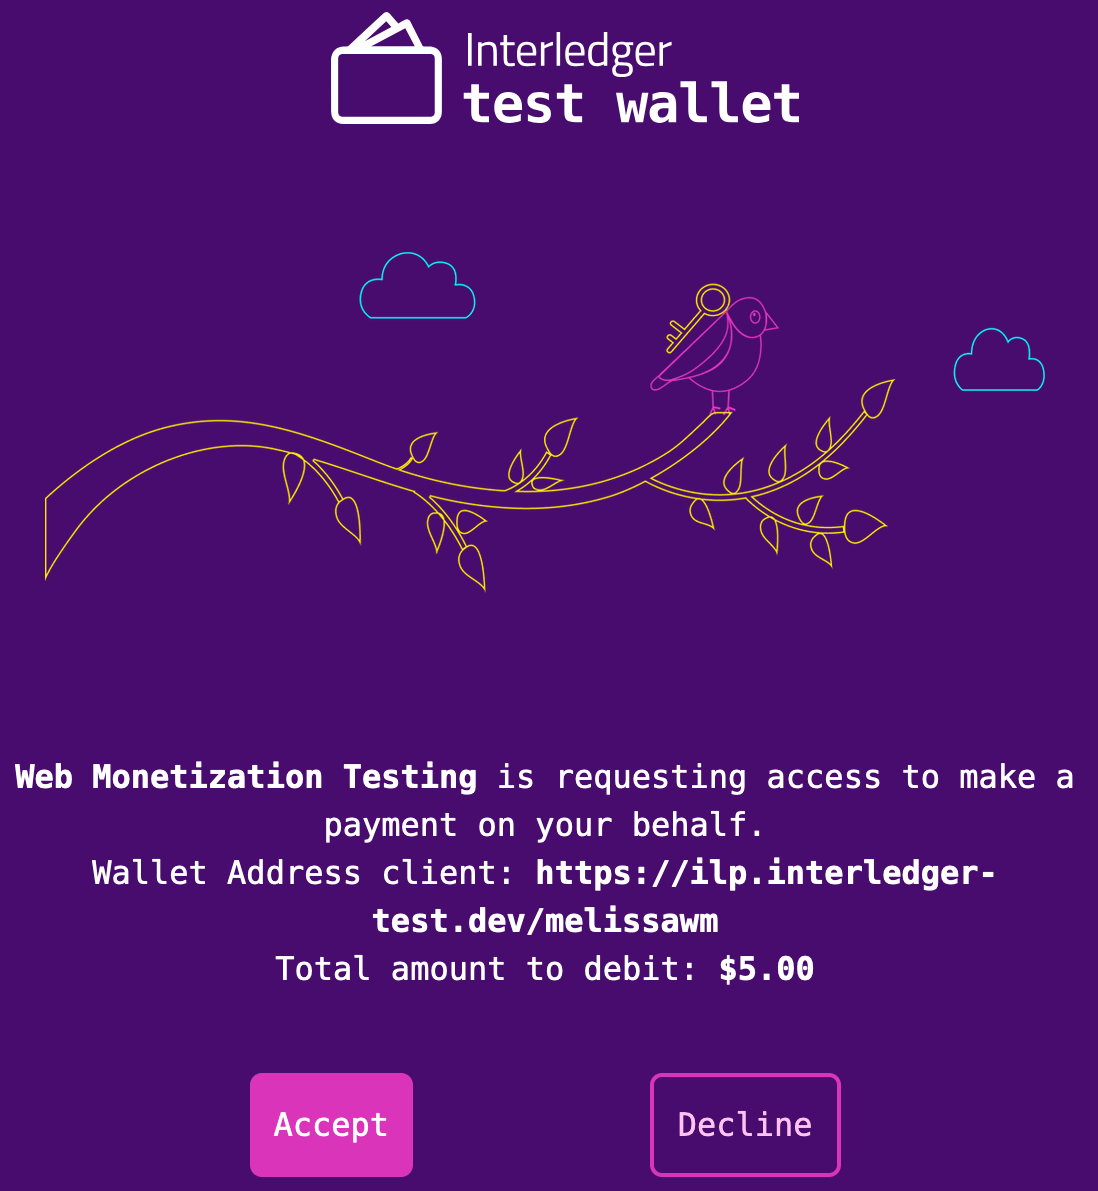 Interledger
test wallet
Web Monetization Testing is requesting access to make a
payment on your behalf.
Wallet Address client: https://ilp.interledger-
test.dev/melissawm
Total amount to debit: $5.00
Accept
Decline